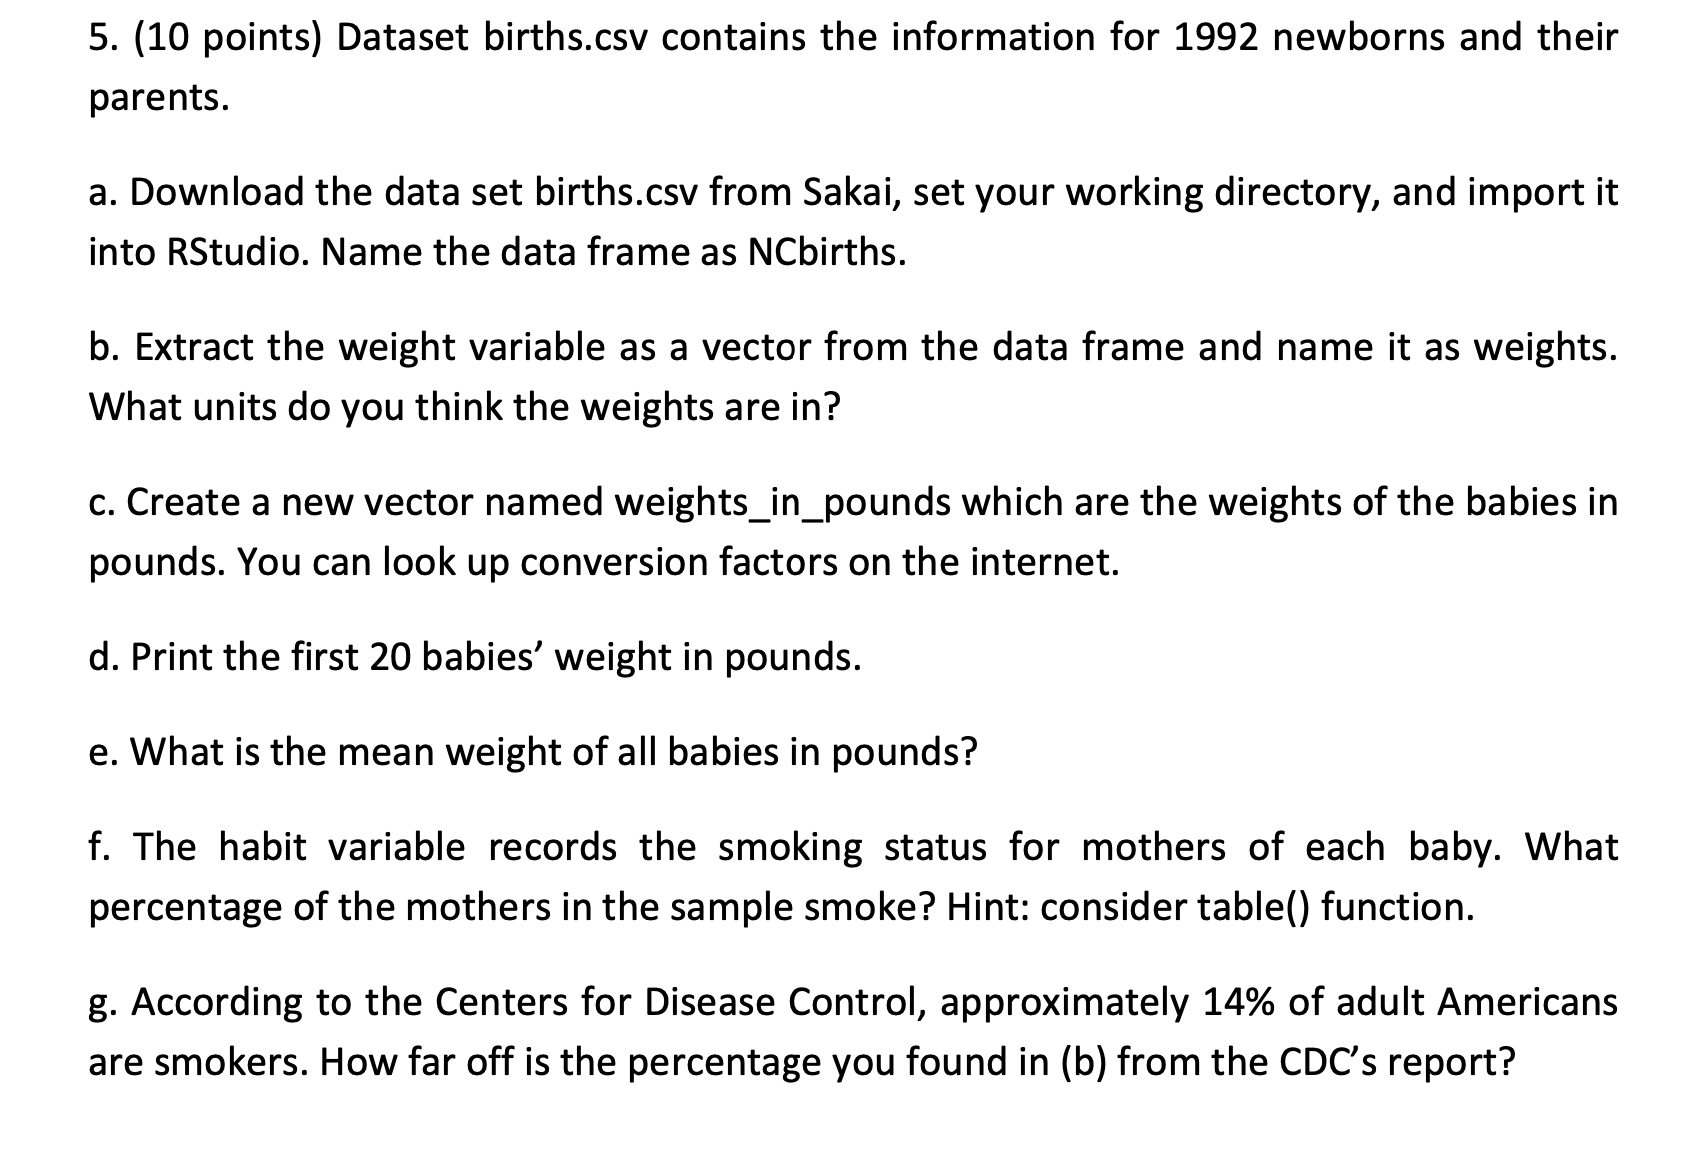 5. (10 points) Dataset births.csv contains the information for 1992 newborns and their
parents.
a. Download the data set births.csv from Sakai, set your working directory, and import it
into RStudio. Name the data frame as NCbirths.
b. Extract the weight variable as a vector from the data frame and name it as weights.
What units do you think the weights are in?
c. Create a new vector named weights_in_pounds which are the weights of the babies in
pounds. You can look up conversion factors on the internet.
d. Print the first 20 babies’ weight in pounds.
e. What is the mean weight of all babies in pounds?
f. The habit variable records the smoking status for mothers of each baby. What
percentage of the mothers in the sample smoke? Hint: consider table() function.
g. According to the Centers for Disease Control, approximately 14% of adult Americans
are smokers. How far off is the percentage you found in (b) from the CDC’s report?